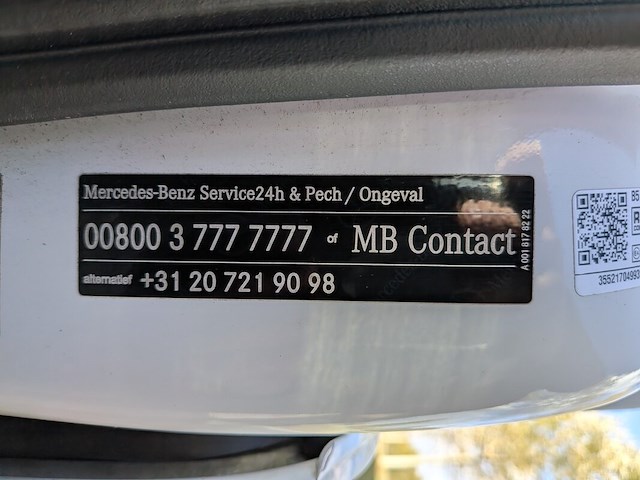 Mercedes-Benz Service24h & Pech / Ongeval
00800 3 777 7777 of MB Contact
alternatief +31 20 721 90 98
A 001 817 82 22